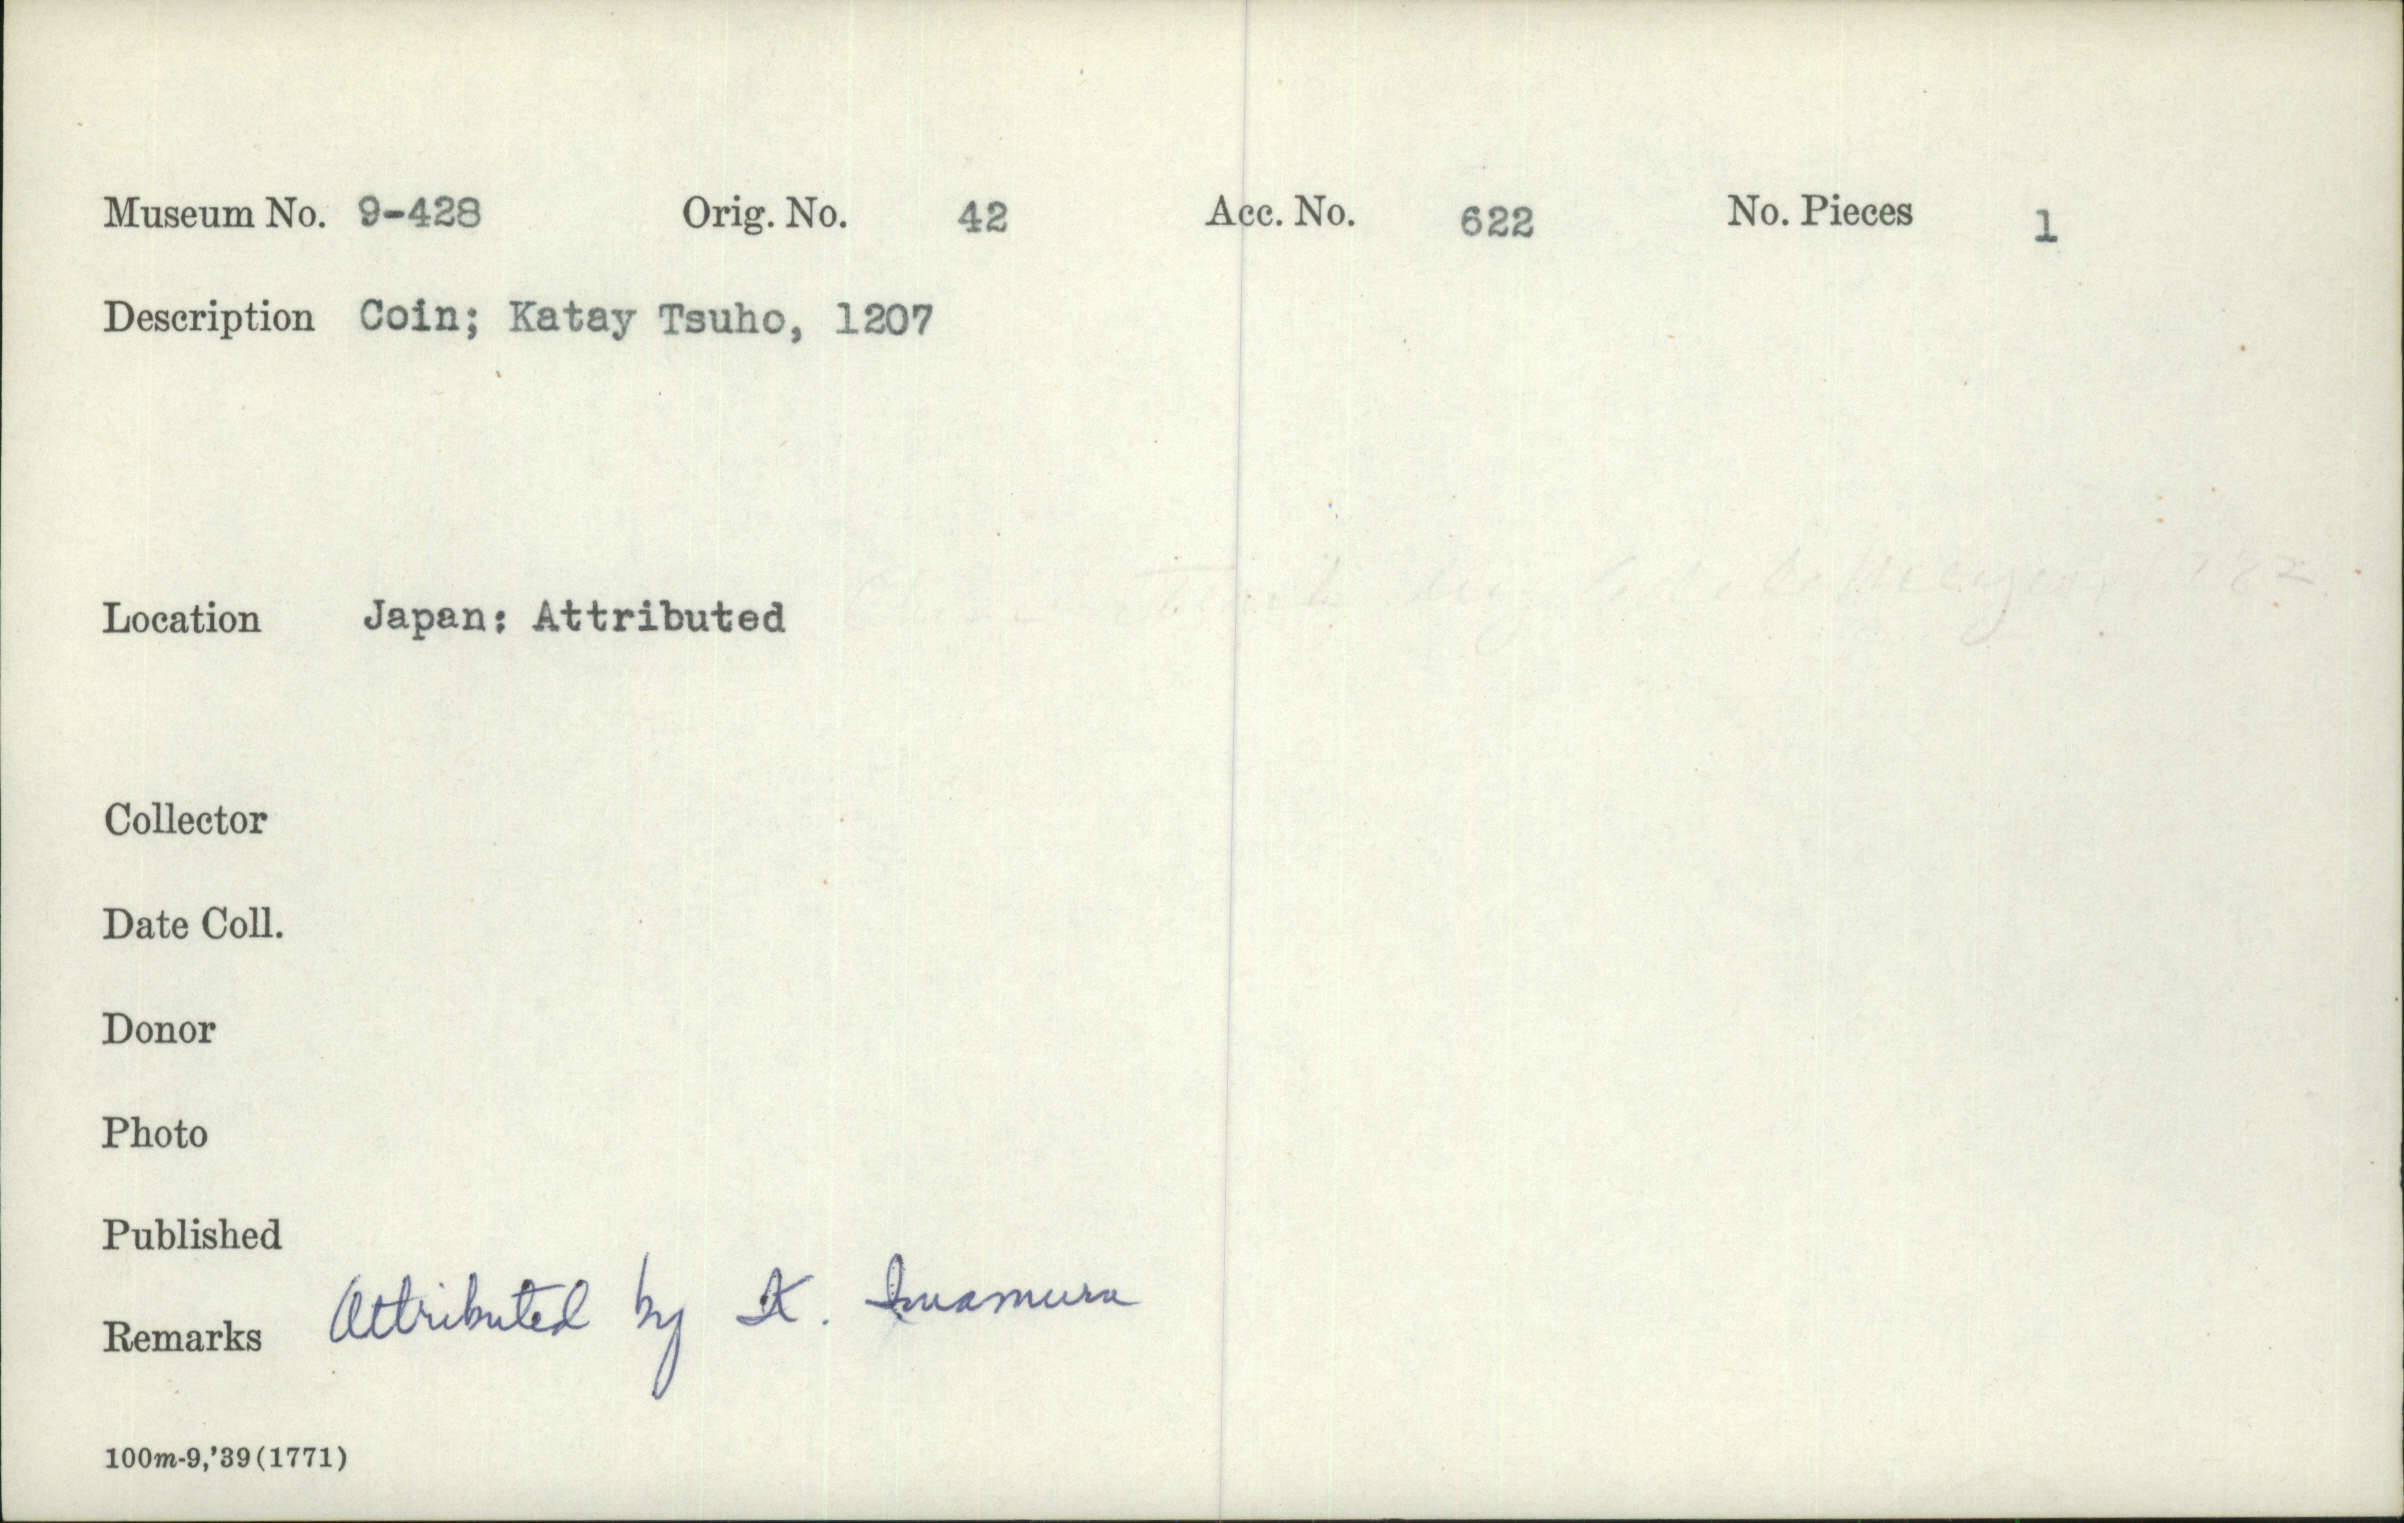 Museum No. 9-428 Orig. No. 42 Acc. No. 622 No. Pieces 1
Description Coin; Katay Tsuho, 1207
Location Japan: Attributed
Collector
Date Coll.
Donor
Photo
Published
Remarks Attributed by K. Imamura
100m-9,'39(1771)